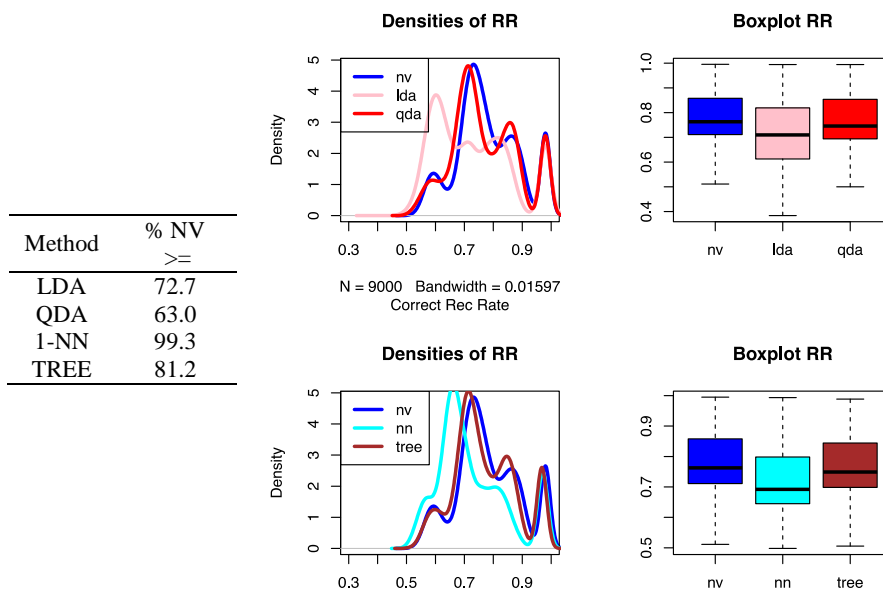 Method % NV >=
LDA 72.7
QDA 63.0
1-NN 99.3
TREE 81.2
Densities of RR
Density
0 1 2 3 4 5
nv
lda
qda
0.3 0.5 0.7 0.9
N = 9000 Bandwidth = 0.01597
Correct Rec Rate
Boxplot RR
0.4 0.6 0.8 1.0
nv lda qda
Densities of RR
Density
0 1 2 3 4 5
nv
nn
tree
0.3 0.5 0.7 0.9
Boxplot RR
0.5 0.7 0.9
nv nn tree